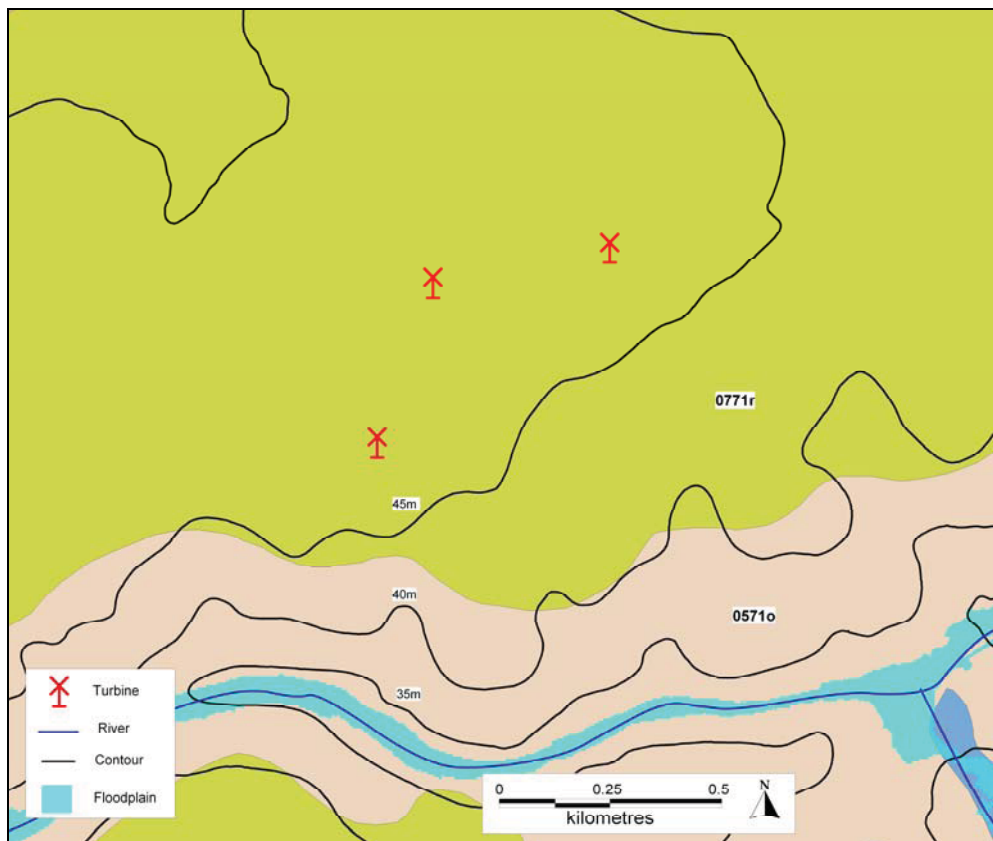 0771r
45m
40m
0571o
35m
Turbine
River
Contour
Floodplain
0 0.25 0.5
kilometres
N